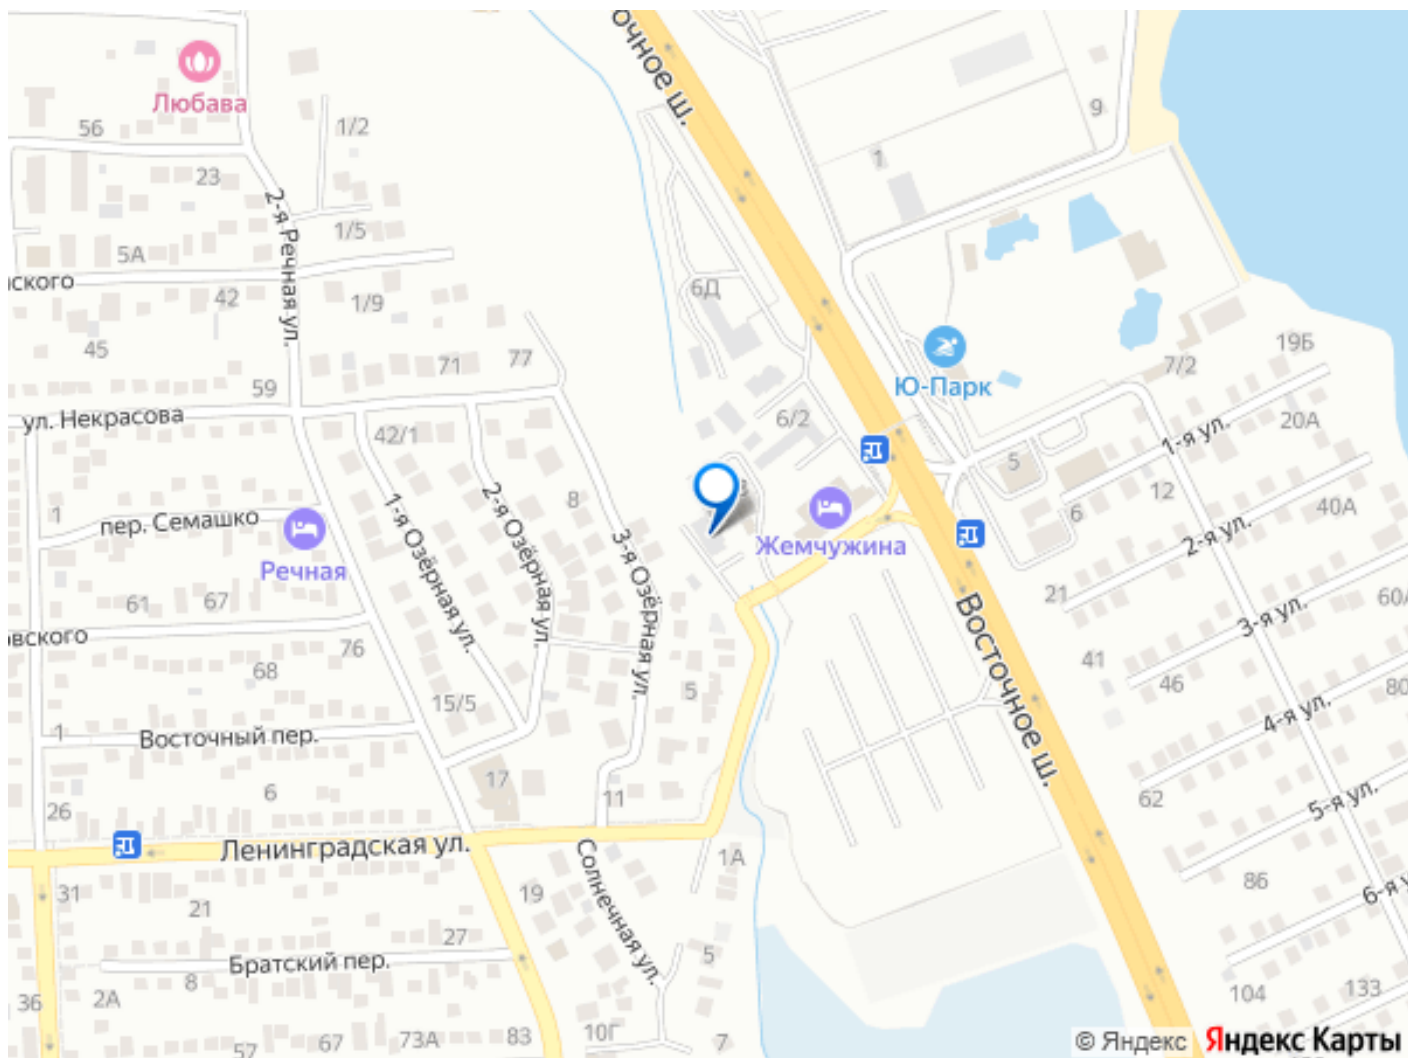 очное ш.
Любава
56
1/2
9
23
1
2-я Речная ул.
1/5
5А
ского
42
1/9
6Д
45
71
77
19Б
7/2
59
Ю-Парк
ул. Некрасова
42/1
6/2
1-я ул.
20А
5
1
пер. Семашко
8
12
40А
6
Речная
1-я Озёрная ул.
2-я Озёрная ул.
3-я Озёрная ул.
Жемчужина
2-я ул.
61
67
21
60А
овского
76
3-я ул.
68
41
46
15/5
5
80
1
Восточный пер.
4-я ул.
Восточное ш.
17
6
11
62
26
5-я ул.
Ленинградская ул.
1А
31
19
86
21
Солнечная ул.
6-я у
27
Братский пер.
5
8
36
2А
104
133
57
67
73А
83
10Г
7
© Яндекс
Яндекс Карты